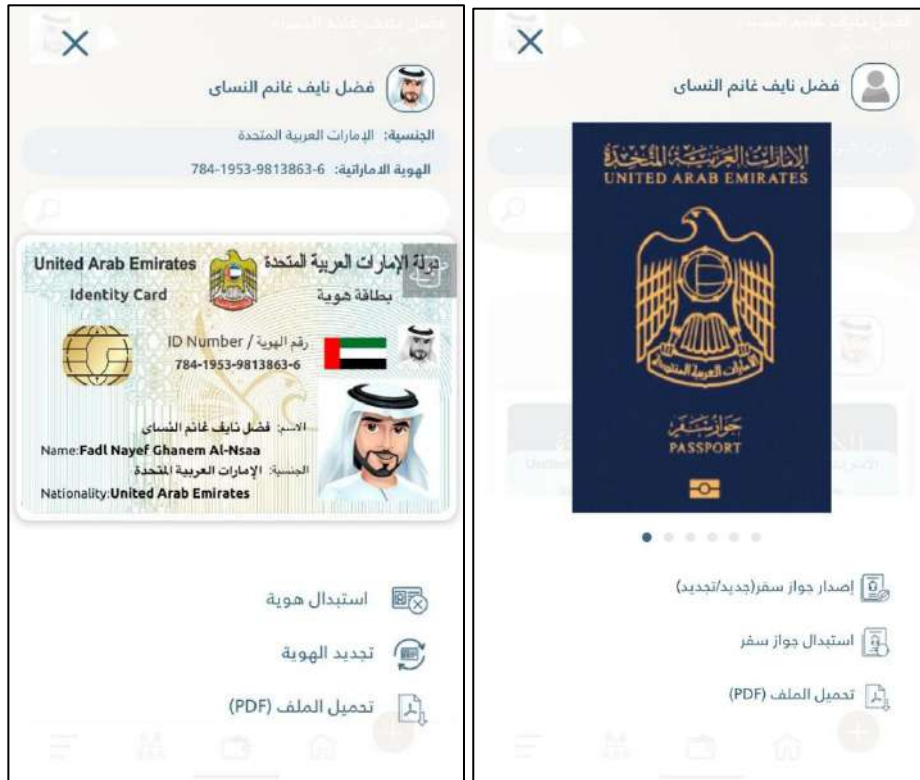 فضل نايف غانم النساى
الجنسية: الإمارات العربية المتحدة
الهوية الاماراتية: 784-1953-9813863-6
United Arab Emirates
دولة الإمارات العربية المتحدة
Identity Card
بطاقة هوية
رقم الهوية / ID Number
784-1953-9813863-6
الاسم: فضل نايف غانم النساى
Name:Fadl Nayef Ghanem Al-Nsaa
الجنسية: الإمارات العربية المتحدة
Nationality:United Arab Emirates
استبدال هوية
تجديد الهوية
تحميل الملف (PDF)
فضل نايف غانم النساى
الإمارات العربية المتحدة
UNITED ARAB EMIRATES
الإمارات العربية المتحدة
جواز سفر
PASSPORT
إصدار جواز سفر(جديد/تجديد)
استبدال جواز سفر
تحميل الملف (PDF)